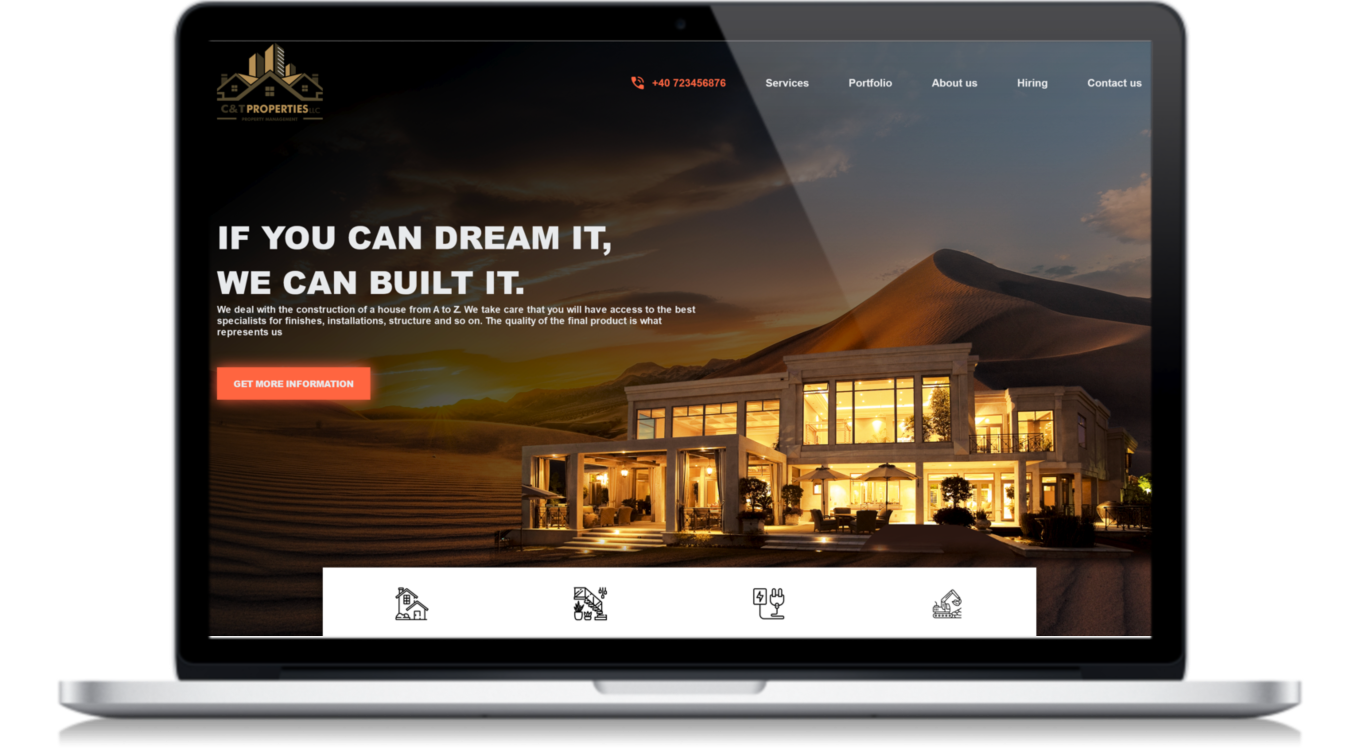 C&T PROPERTIES LLC
PROPERTY MANAGEMENT
+40 723456876
Services
Portfolio
About us
Hiring
Contact us
IF YOU CAN DREAM IT,
WE CAN BUILT IT.
We deal with the construction of a house from A to Z. We take care that you will have access to the best
specialists for finishes, installations, structure and so on. The quality of the final product is what
represents us
GET MORE INFORMATION